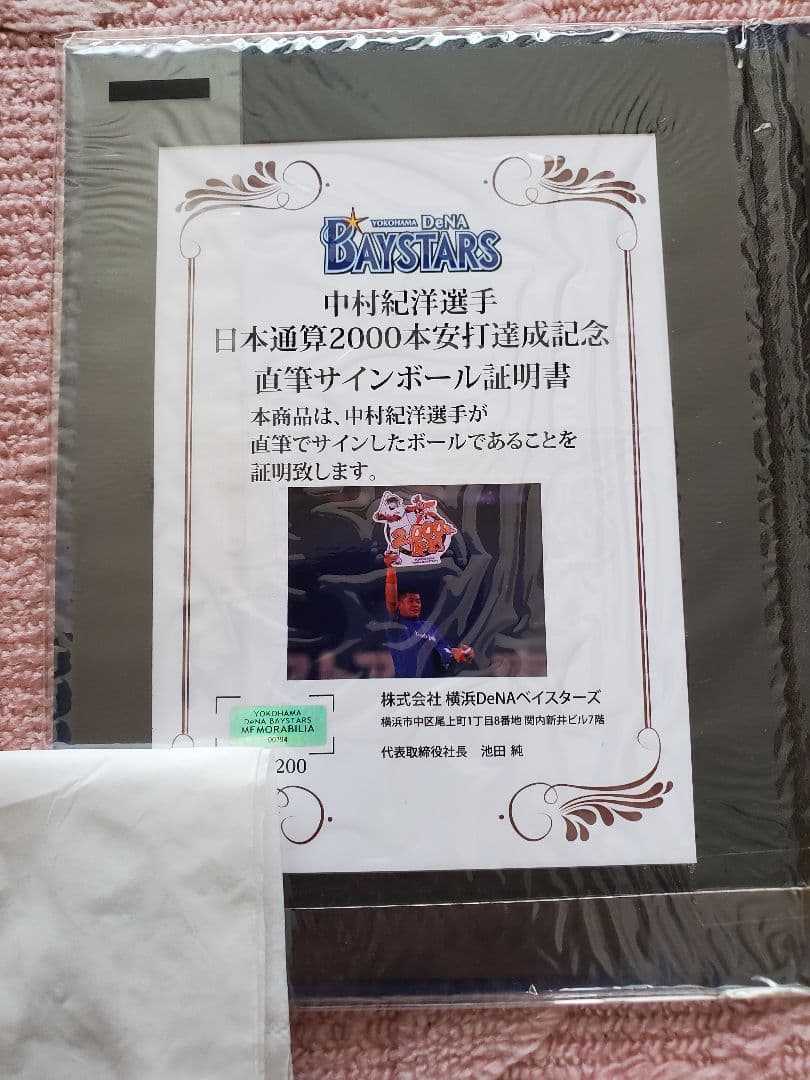 YOKOHAMA DeNA
BAYSTARS
中村紀洋選手
日本通算2000本安打達成記念
直筆サインボール証明書
本商品は、中村紀洋選手が
直筆でサインしたボールであることを
証明致します。
株式会社 横浜DeNAベイスターズ
横浜市中区尾上町1丁目8番地 関内新井ビル7階
代表取締役社長 池田 純
YOKOHAMA
DeNA BAYSTARS
MEMORABILIA
00794
200